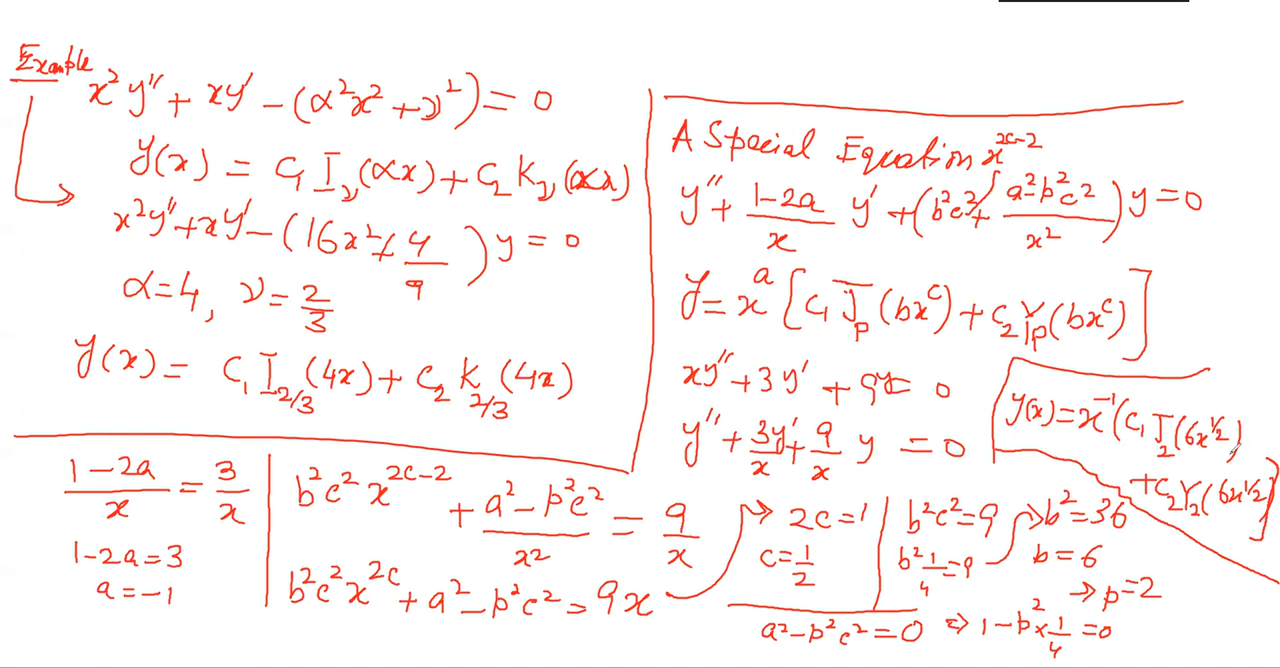 Example
x² y'' + xy' - (α²x² + ν²) = 0
y(x) = C₁ I_ν(αx) + C₂ K_ν(αx)
x²y'' + xy' - (16x² + 4/9) y = 0
α = 4, ν = 2/3
y(x) = C₁ I_{2/3}(4x) + C₂ K_{2/3}(4x)
A Special Equation
y'' + (1-2a)/x y' + (b²c² x^{2c-2} + (a²-p²c²)/x²) y = 0
y = x^a [C₁ J_p(bx^c) + C₂ Y_p(bx^c)]
xy'' + 3y' + 9y = 0
y'' + 3y'/x + 9/x y = 0
y(x) = x^{-1}(C₁ J₂(6x^{1/2})
+ C₂ Y₂(6x^{1/2})]
(1-2a)/x = 3/x
1-2a = 3
a = -1
b²c² x^{2c-2} + (a² - p²c²)/x² = 9/x
b²c² x^{2c} + a² - p²c² = 9x
→ 2c = 1
c = 1/2
b²c² = 9
b² 1/4 = 9
→ b² = 36
b = 6
→ p = 2
a² - p²c² = 0 ⇒ 1 - p² × 1/4 = 0